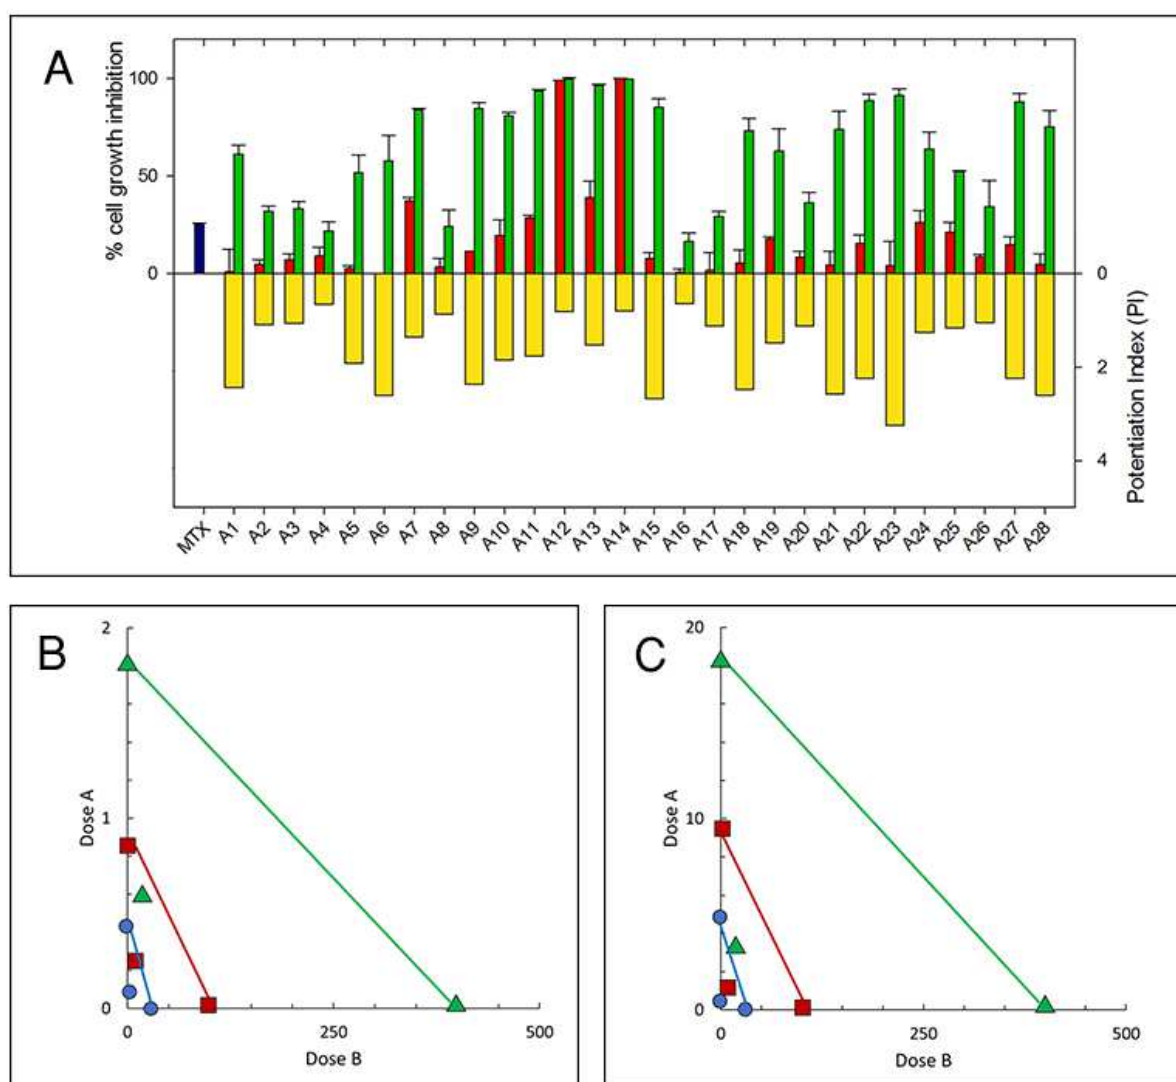 A
% cell growth inhibition
100
50
0
0
2
4
Potentiation Index (PI)
MTX
A1
A2
A3
A4
A5
A6
A7
A8
A9
A10
A11
A12
A13
A14
A15
A16
A17
A18
A19
A20
A21
A22
A23
A24
A25
A26
A27
A28
B
2
1
0
Dose A
0
250
500
Dose B
C
20
10
0
Dose A
0
250
500
Dose B